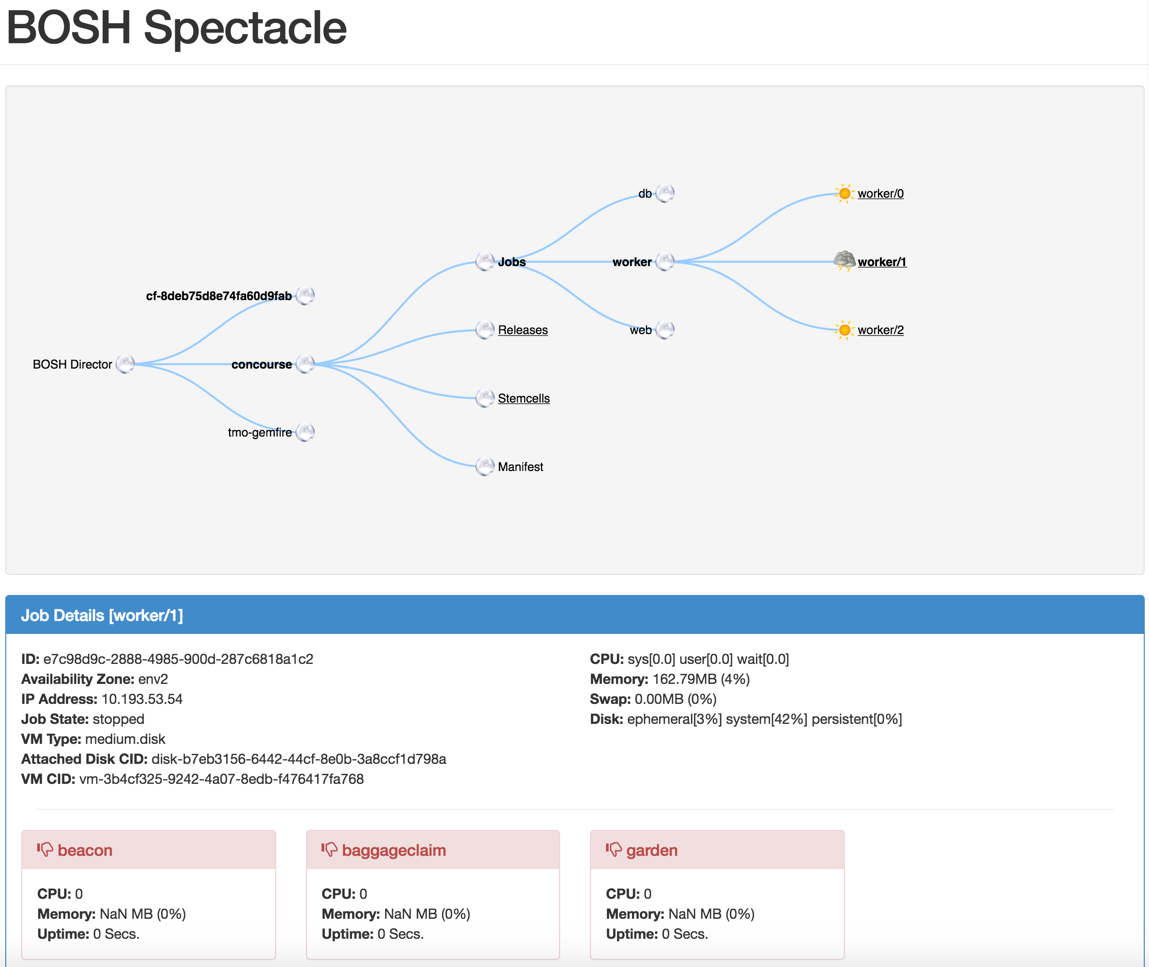 BOSH Spectacle
db
worker/0
Jobs
worker
worker/1
cf-8deb75d8e74fa60d9fab
Releases
web
worker/2
BOSH Director
concourse
Stemcells
tmo-gemfire
Manifest
Job Details [worker/1]
ID: e7c98d9c-2888-4985-900d-287c6818a1c2
Availability Zone: env2
IP Address: 10.193.53.54
Job State: stopped
VM Type: medium.disk
Attached Disk CID: disk-b7eb3156-6442-44cf-8e0b-3a8ccf1d798a
VM CID: vm-3b4cf325-9242-4a07-8edb-f476417fa768
CPU: sys[0.0] user[0.0] wait[0.0]
Memory: 162.79MB (4%)
Swap: 0.00MB (0%)
Disk: ephemeral[3%] system[42%] persistent[0%]
beacon
CPU: 0
Memory: NaN MB (0%)
Uptime: 0 Secs.
baggageclaim
CPU: 0
Memory: NaN MB (0%)
Uptime: 0 Secs.
garden
CPU: 0
Memory: NaN MB (0%)
Uptime: 0 Secs.